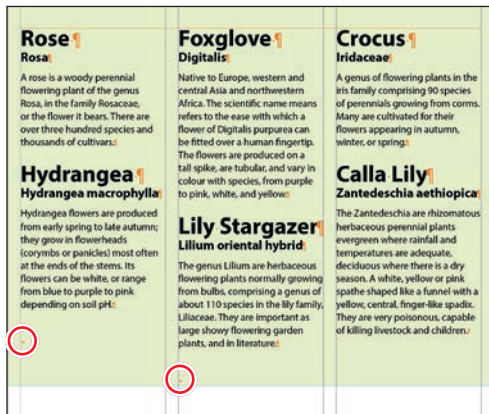 Rose¶
Rosa
A rose is a woody perennial
flowering plant of the genus
Rosa, in the family Rosaceae,
or the flower it bears. There are
over three hundred species and
thousands of cultivars.
Hydrangea¶
Hydrangea macrophylla
Hydrangea flowers are produced
from early spring to late autumn;
they grow in flowerheads
(corymbs or panicles) most often
at the ends of the stems. Its
flowers can be white, or range
from blue to purple to pink
depending on soil pH.
Foxglove¶
Digitalis
Native to Europe, western and
central Asia and northwestern
Africa. The scientific name means
refers to the ease with which a
flower of Digitalis purpurea can
be fitted over a human fingertip.
The flowers are produced on a
tall spike, are tubular, and vary in
colour with species, from purple
to pink, white, and yellow.
Lily Stargazer¶
Lilium oriental hybrid
The genus Lilium are herbaceous
flowering plants normally growing
from bulbs, comprising a genus of
about 110 species in the lily family,
Liliaceae. They are important as
large showy flowering garden
plants, and in literature.
Crocus¶
Iridaceae
A genus of flowering plants in the
iris family comprising 90 species
of perennials growing from corms.
Many are cultivated for their
flowers appearing in autumn,
winter, or spring.
Calla Lily¶
Zantedeschia aethiopica
The Zantedeschia are rhizomatous
herbaceous perennial plants
evergreen where rainfall and
temperatures are adequate,
deciduous where there is a dry
season. A white, yellow or pink
spathe shaped like a funnel with a
yellow, central, finger-like spadix.
They are very poisonous, capable
of killing livestock and children.